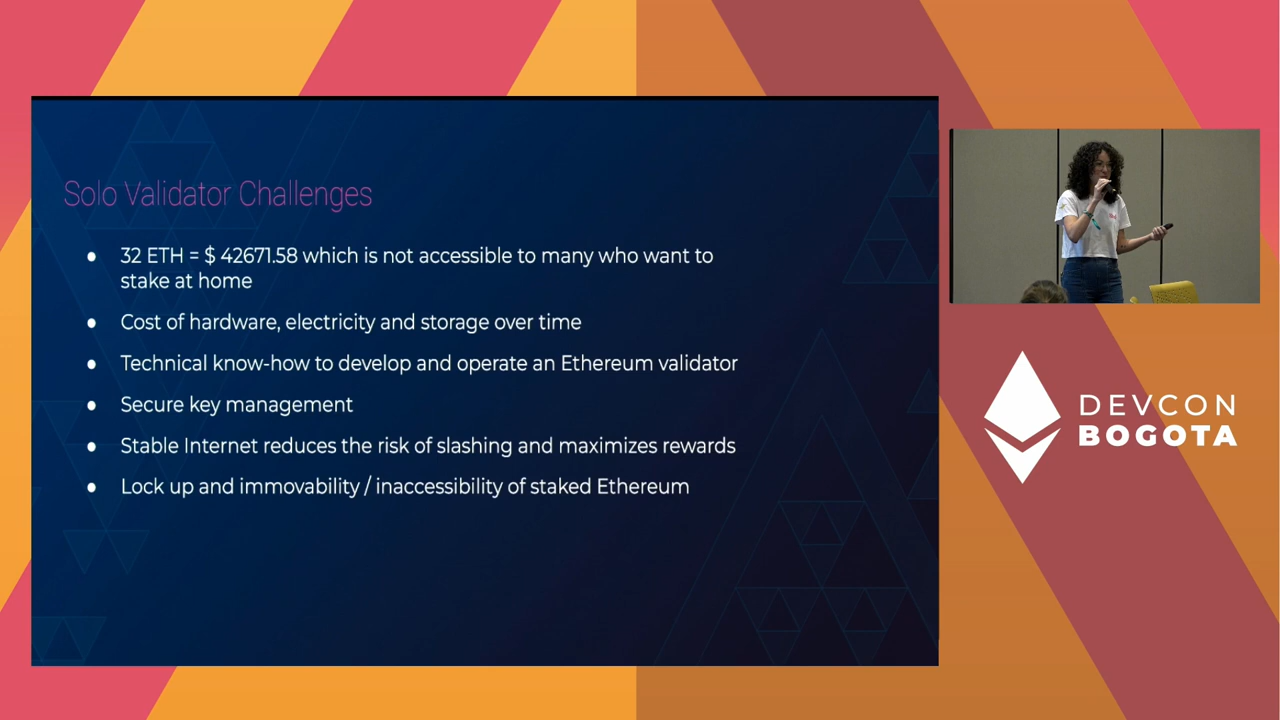 Solo Validator Challenges
● 32 ETH = $ 42671.58 which is not accessible to many who want to
stake at home
● Cost of hardware, electricity and storage over time
● Technical know-how to develop and operate an Ethereum validator
● Secure key management
● Stable Internet reduces the risk of slashing and maximizes rewards
● Lock up and immovability / inaccessibility of staked Ethereum
DEVCON
BOGOTA